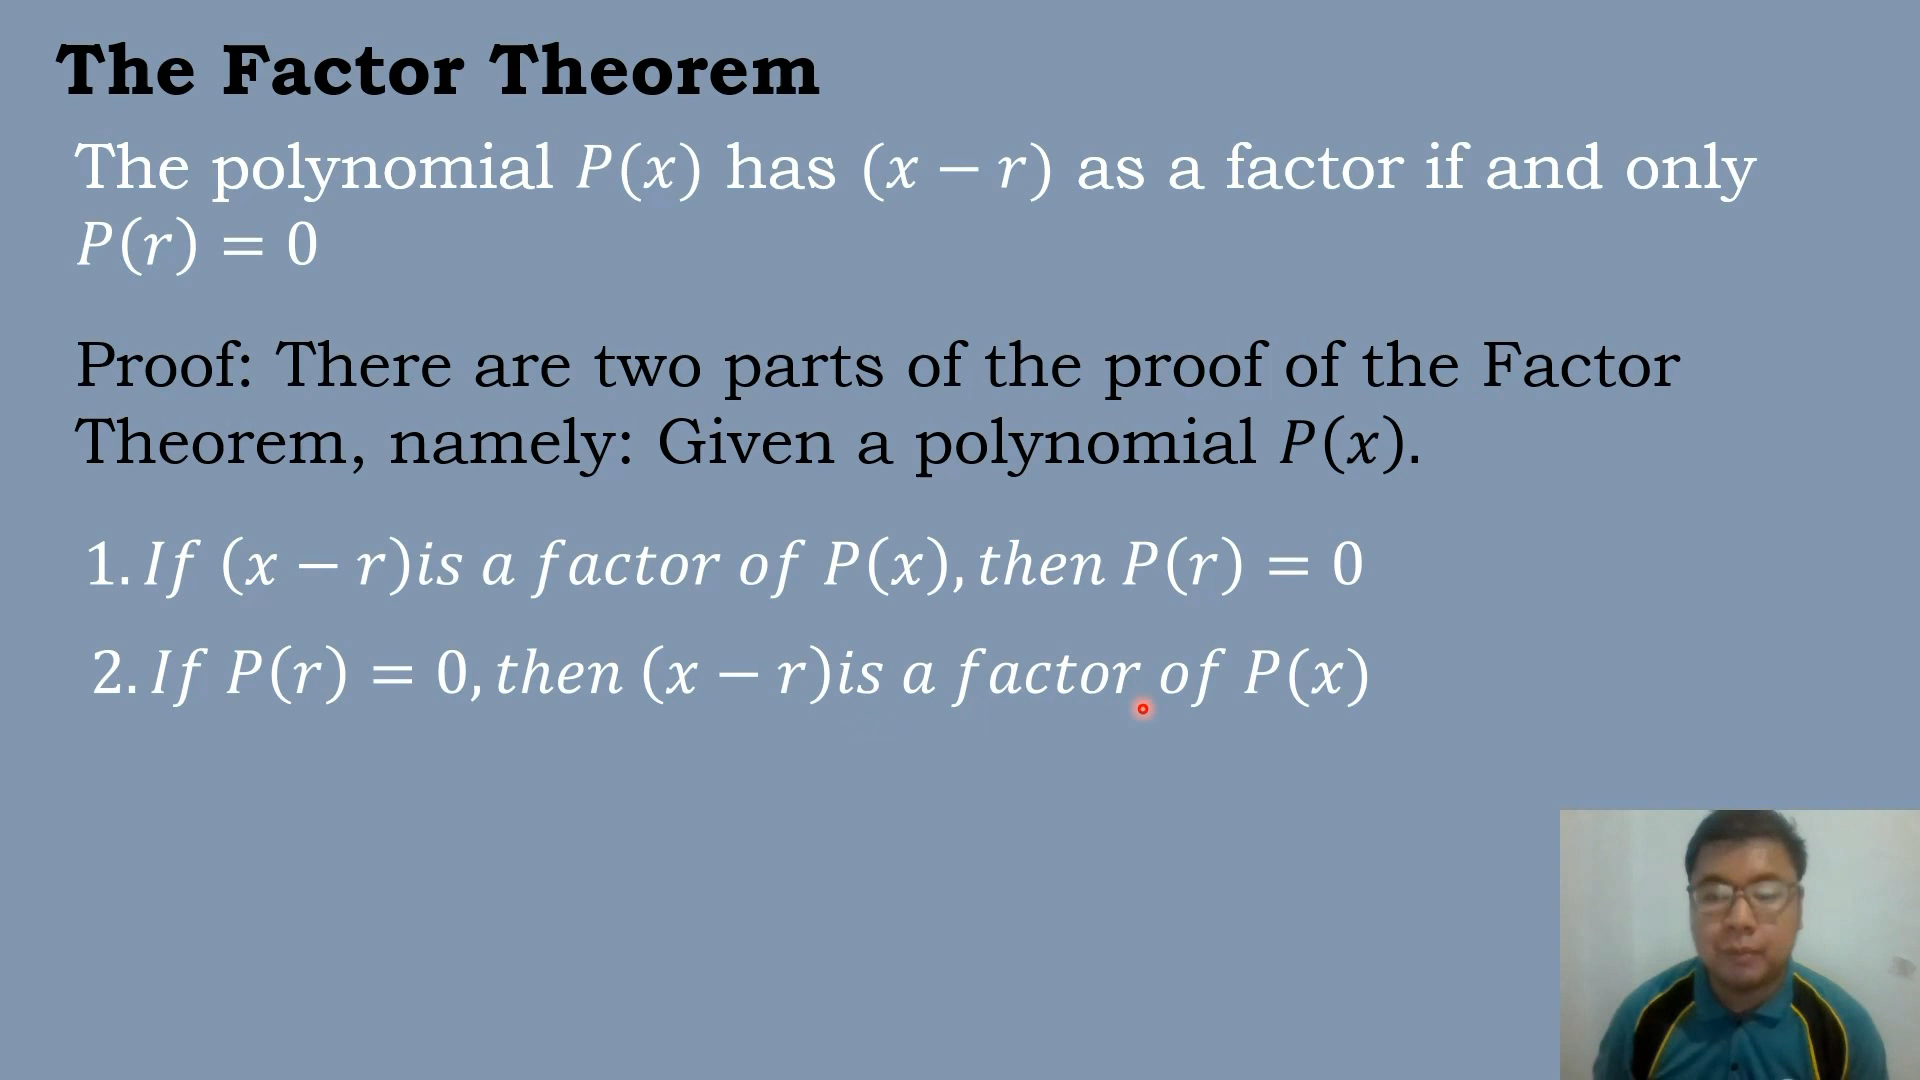 The Factor Theorem
The polynomial 𝑃(𝑥) has (𝑥 − 𝑟) as a factor if and only
𝑃(𝑟) = 0
Proof: There are two parts of the proof of the Factor
Theorem, namely: Given a polynomial 𝑃(𝑥).
1. 𝐼𝑓 (𝑥 − 𝑟)𝑖𝑠 𝑎 𝑓𝑎𝑐𝑡𝑜𝑟 𝑜𝑓 𝑃(𝑥), 𝑡ℎ𝑒𝑛 𝑃(𝑟) = 0
2. 𝐼𝑓 𝑃(𝑟) = 0, 𝑡ℎ𝑒𝑛 (𝑥 − 𝑟)𝑖𝑠 𝑎 𝑓𝑎𝑐𝑡𝑜𝑟 𝑜𝑓 𝑃(𝑥)